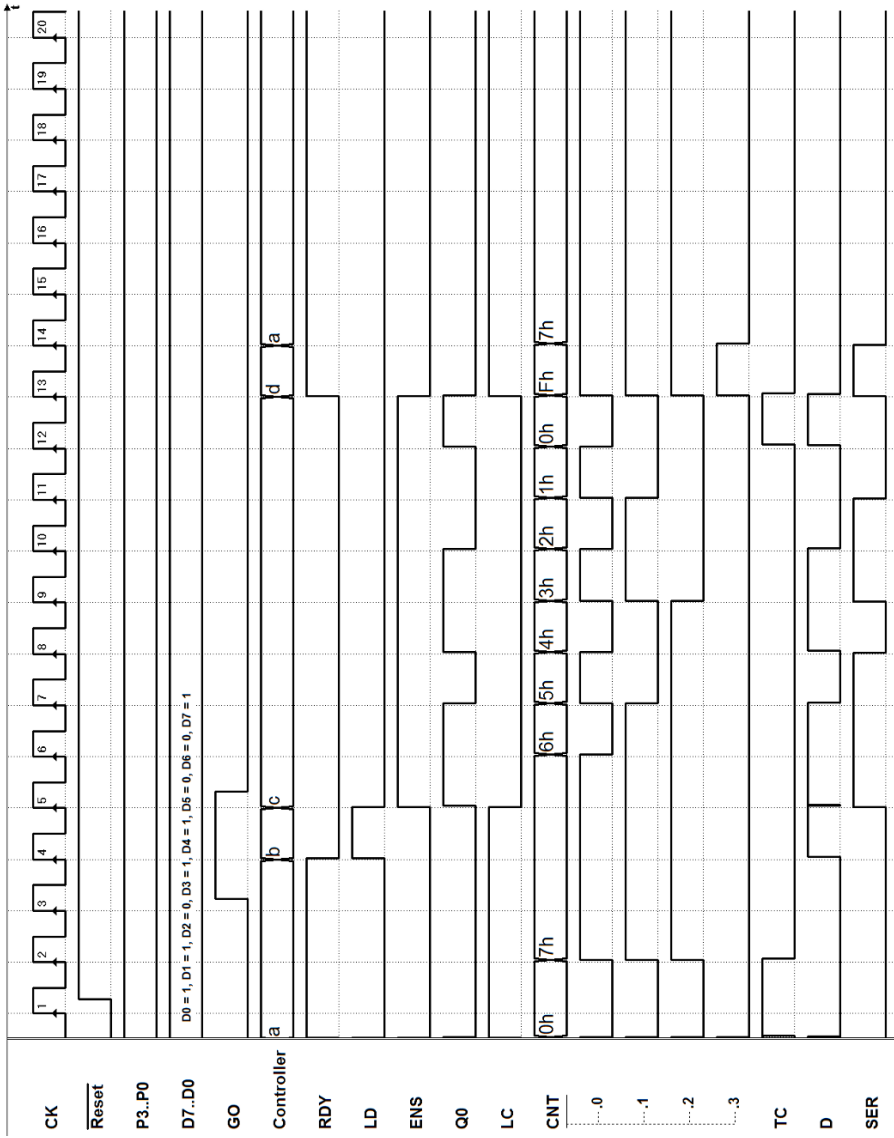 t
CK
1 2 3 4 5 6 7 8 9 10 11 12 13 14 15 16 17 18 19 20
Reset
P3..P0
D7..D0
D0 = 1, D1 = 1, D2 = 0, D3 = 1, D4 = 1, D5 = 0, D6 = 0, D7 = 1
GO
Controller
a b c d a
RDY
LD
ENS
Q0
LC
CNT
0h 7h 6h 5h 4h 3h 2h 1h 0h Fh 7h
.0
.1
.2
.3
TC
D
SER